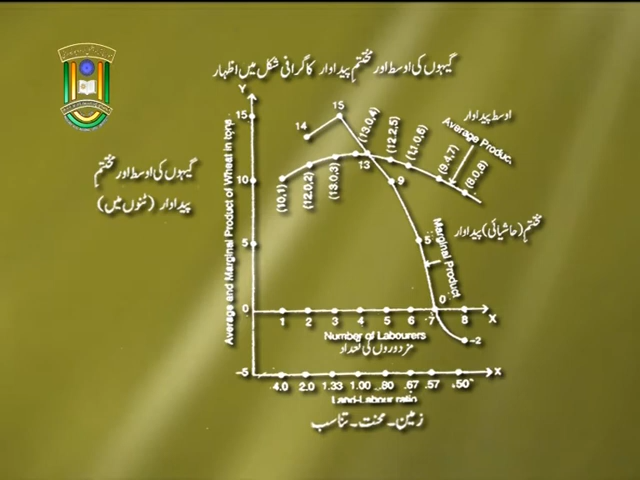 گیہوں کی اوسط اور مختتم پیداوار کا گرافی شکل میں اظہار
Y
15
15
14
(13.0,4)
(12.2,5)
(11.0,6)
(9.4,7)
(8.0,8)
اوسط پیداوار
Average Produc.
گیہوں کی اوسط اور مختتم
پیداوار (ٹنوں میں)
Average and Marginal Product of Wheat in tons
10
(10,1)
(12.0,2)
(13.0,3)
13
9
مختتم (حاشیائی) پیداوار
Marginal Product
5
5
0
0
1 2 3 4 5 6 7 8 X
Number of Labourers
مزدوروں کی تعداد
-2
-5 X
4.0 2.0 1.33 1.00 .80 .67 .57 .50
Land-Labour ratio
زمین۔ محنت۔ تناسب